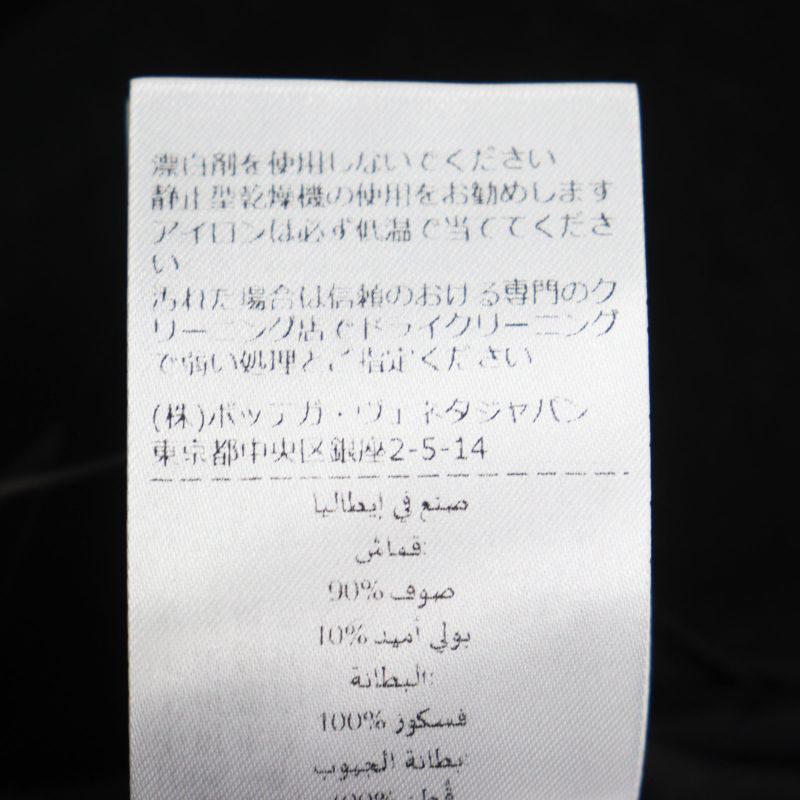 漂白剤を使用しないでください
静止型乾燥機の使用をお勧めします
アイロンは必ず低温で当ててくださ
い
汚れた場合は信頼のおける専門のク
リーニング店でドライクリーニング
で弱い処理とご指定ください
(株)ボッテガ・ヴェネタジャパン
東京都中央区銀座2-5-14
صنع في إيطاليا
قماش:
صوف 90%
بولي أميد 10%
البطانة:
فسكوز 100%
بطانة الجيوب:
قطن 100%